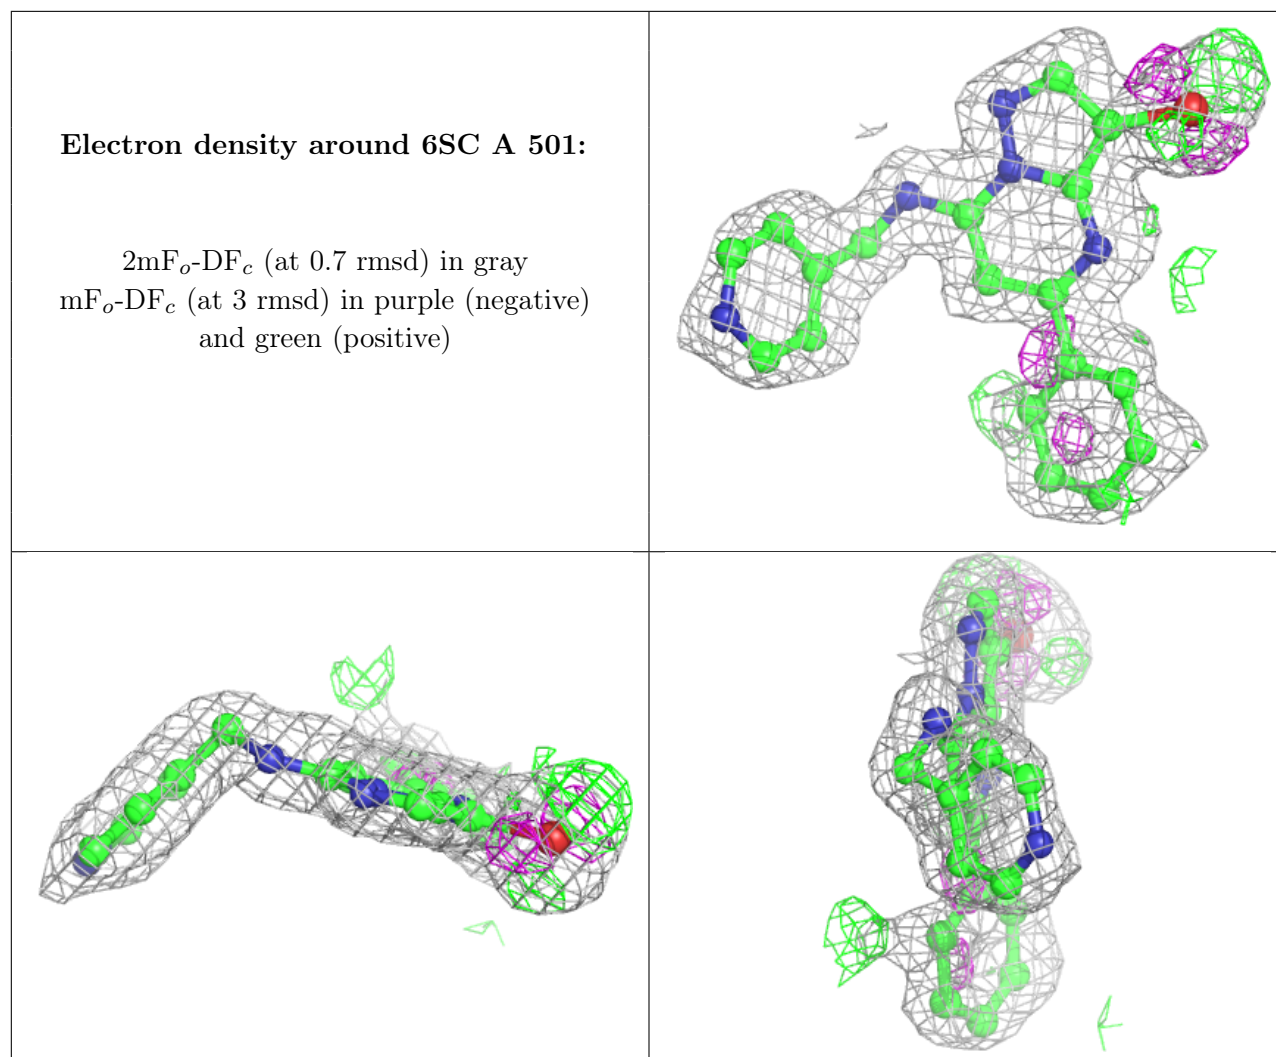 Electron density around 6SC A 501:
2mFo-DFc (at 0.7 rmsd) in gray
mFo-DFc (at 3 rmsd) in purple (negative)
and green (positive)